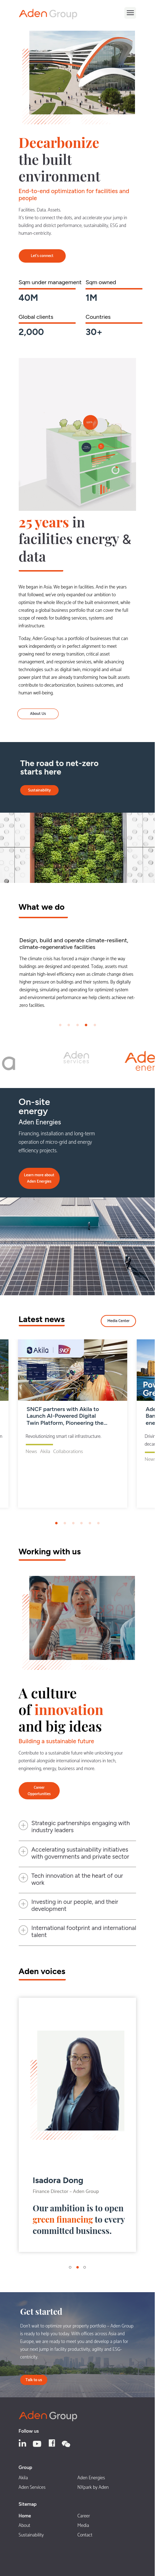 Aden Group
Decarbonize
the built
environment
End-to-end optimization for facilities and
people
Facilities. Data. Assets
It's time to connect the dots, and accelerate your jump in
building and district performance, sustainability, ESG and
human-centricity.
Let's connect
Sqm under management
40M
Sqm owned
1M
Global clients
2,000
Countries
30+
25 years in
facilities energy &
data
We began in Asia. We began in facilities. And in the years
that followed, we've only expanded our ambition to
optimize the whole lifecycle of the built environment, while
creating a global business portfolio that can cover the full
scope of needs for building services, systems and
infrastructure.
Today, Aden Group has a portfolio of businesses that can
work independently or in perfect alignment to meet
growing need for energy transition, critical asset
management, and responsive services, while advancing
technologies such as digital twin, microgrid and virtual
power plant that are already transforming how built assets
contribute to decarbonization, business outcomes, and
human well-being.
About Us
The road to net-zero
starts here
Sustainability
What we do
Design, build and operate climate-resilient,
climate-regenerative facilities
The climate crisis has forced a major rethink in the way
buildings are designed and operated. Today, assets must
maintain high-level efficiency even as climate change drives
higher pressures on buildings and their systems. By digitally
designing, simulating and optimizing for optimized system
and environmental performance can help clients achieve net-
zero facilities.
Aden
services
Ade
ener
On-site
energy
Aden Energies
Financing, installation and long-term
operation of micro-grid and energy
efficiency projects.
Learn more about
Aden Energies
Latest news
Media Center
Akila
SNCF
SNCF partners with Akila to
Launch AI-Powered Digital
Twin Platform, Pioneering the...
Revolutionizing smart rail infrastructure
News Akila Collaborations
Working with us
A culture
of innovation
and big ideas
Building a sustainable future
Contribute to a sustainable future while unlocking your
potential alongside international innovators in tech,
engineering, energy, business and more.
Career
Opportunities
Strategic partnerships engaging with
industry leaders
Accelerating sustainability initiatives
with governments and private sector
Tech innovation at the heart of our
work
Investing in our people, and their
development
International footprint and international
talent
Aden voices
Isadora Dong
Finance Director – Aden Group
Our ambition is to open
green financing to every
committed business.
Get started
Don't wait to optimize your property portfolio – Aden Group
is ready to help you today. With offices across Asia and
Europe, we are ready to meet you and develop a plan for
your next jump in facility productivity, agility and ESG-
centricity.
Talk to us
Aden Group
Follow us
Group
Akila
Aden Energies
Aden Services
NXpark by Aden
Sitemap
Home
Career
About
Media
Sustainability
Contact